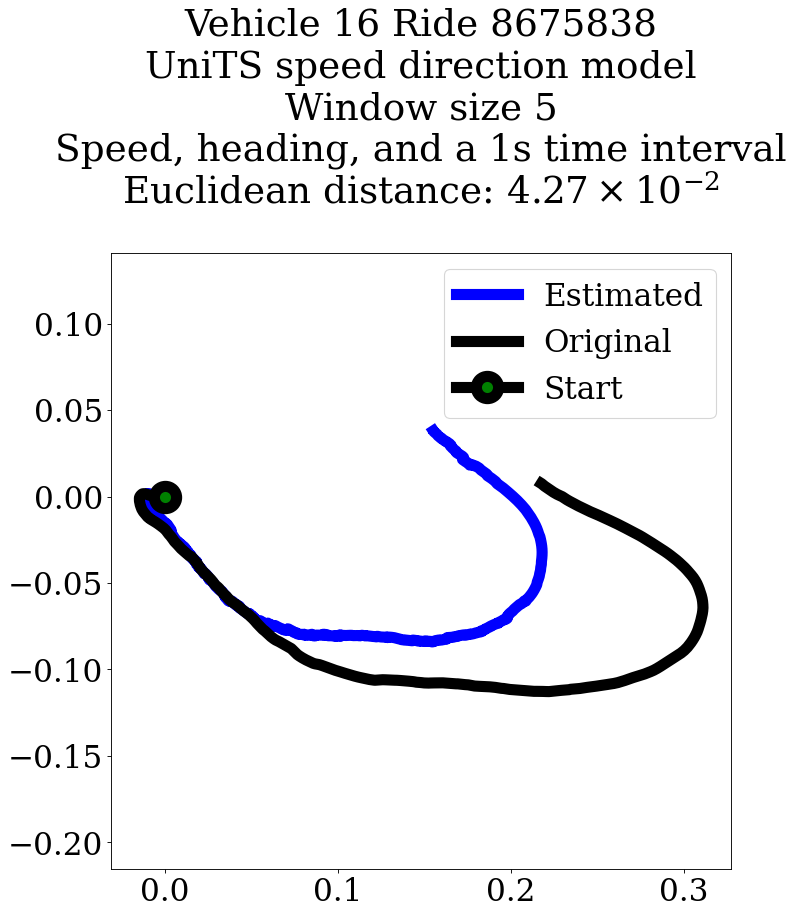 Vehicle 16 Ride 8675838
UniTS speed direction model
Window size 5
Speed, heading, and a 1s time interval
Euclidean distance: 4.27 × 10⁻²
Estimated
Original
Start
0.10
0.05
0.00
−0.05
−0.10
−0.15
−0.20
0.0 0.1 0.2 0.3